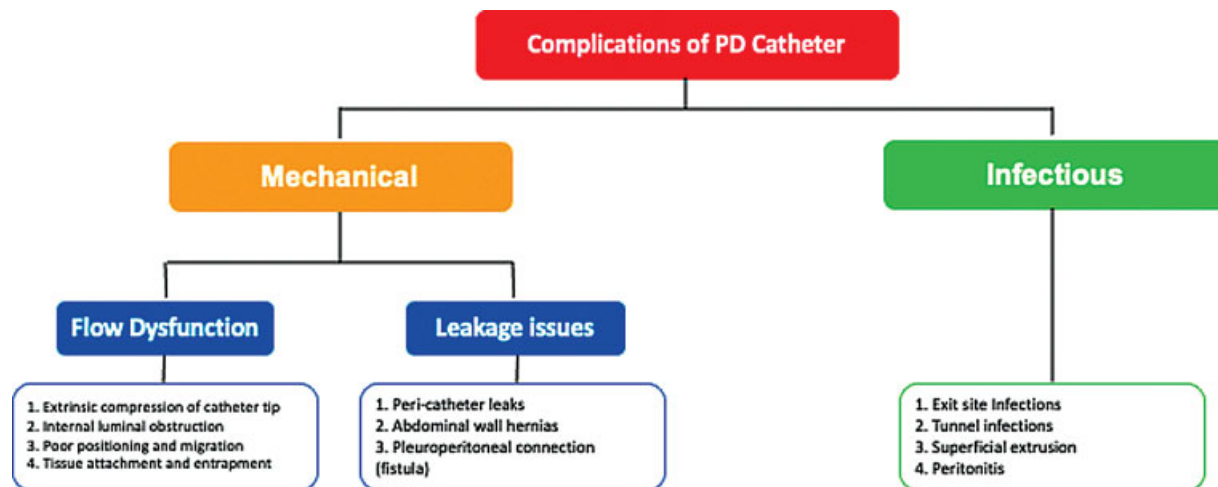 Complications of PD Catheter
Mechanical
Infectious
Flow Dysfunction
Leakage issues
1. Extrinsic compression of catheter tip
2. Internal luminal obstruction
3. Poor positioning and migration
4. Tissue attachment and entrapment
1. Peri-catheter leaks
2. Abdominal wall hernias
3. Pleuroperitoneal connection
(fistula)
1. Exit site Infections
2. Tunnel infections
3. Superficial extrusion
4. Peritonitis